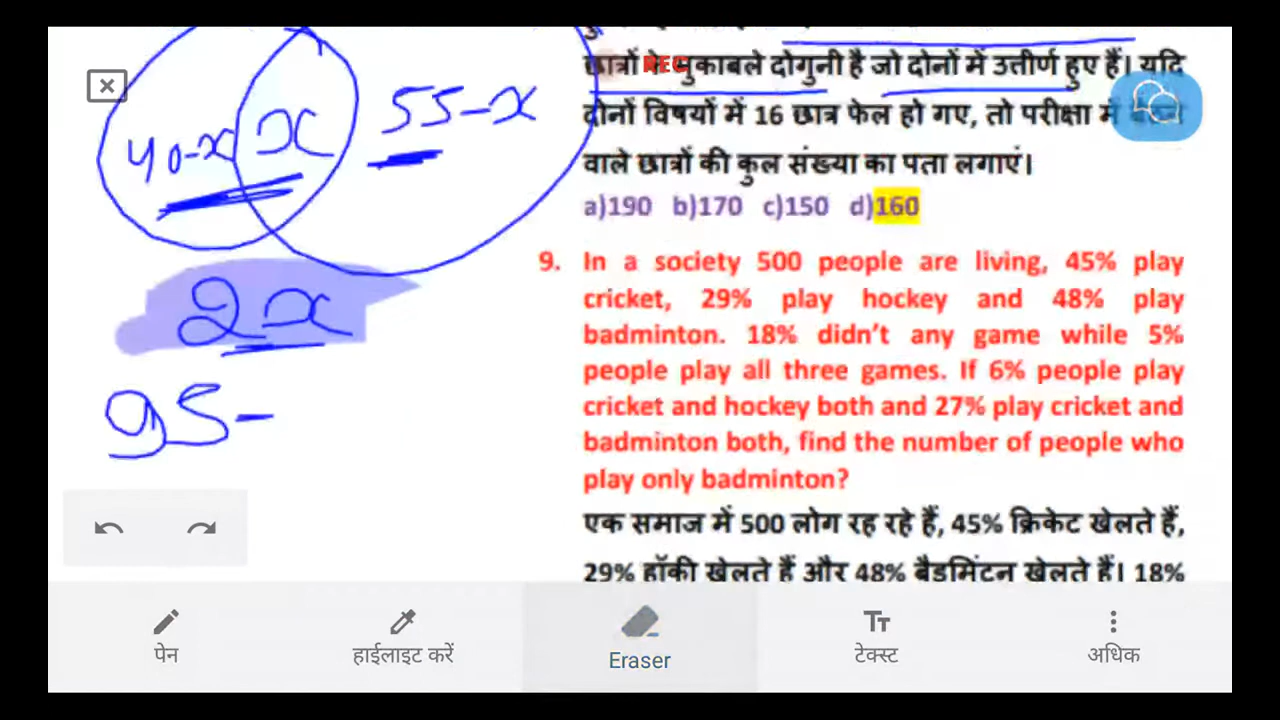 छात्रों के मुकाबले दोगुनी है जो दोनों में उत्तीर्ण हुए हैं। यदि
दोनों विषयों में 16 छात्र फेल हो गए, तो परीक्षा में
वाले छात्रों की कुल संख्या का पता लगाएं।
a)190 b)170 c)150 d)160
40-x x 55-x
2x
95-
9. In a society 500 people are living, 45% play
cricket, 29% play hockey and 48% play
badminton. 18% didn't any game while 5%
people play all three games. If 6% people play
cricket and hockey both and 27% play cricket and
badminton both, find the number of people who
play only badminton?
एक समाज में 500 लोग रह रहे हैं, 45% क्रिकेट खेलते हैं,
29% हॉकी खेलते हैं और 48% बैडमिंटन खेलते हैं। 18%
पेन हाईलाइट करें Eraser टेक्स्ट अधिक